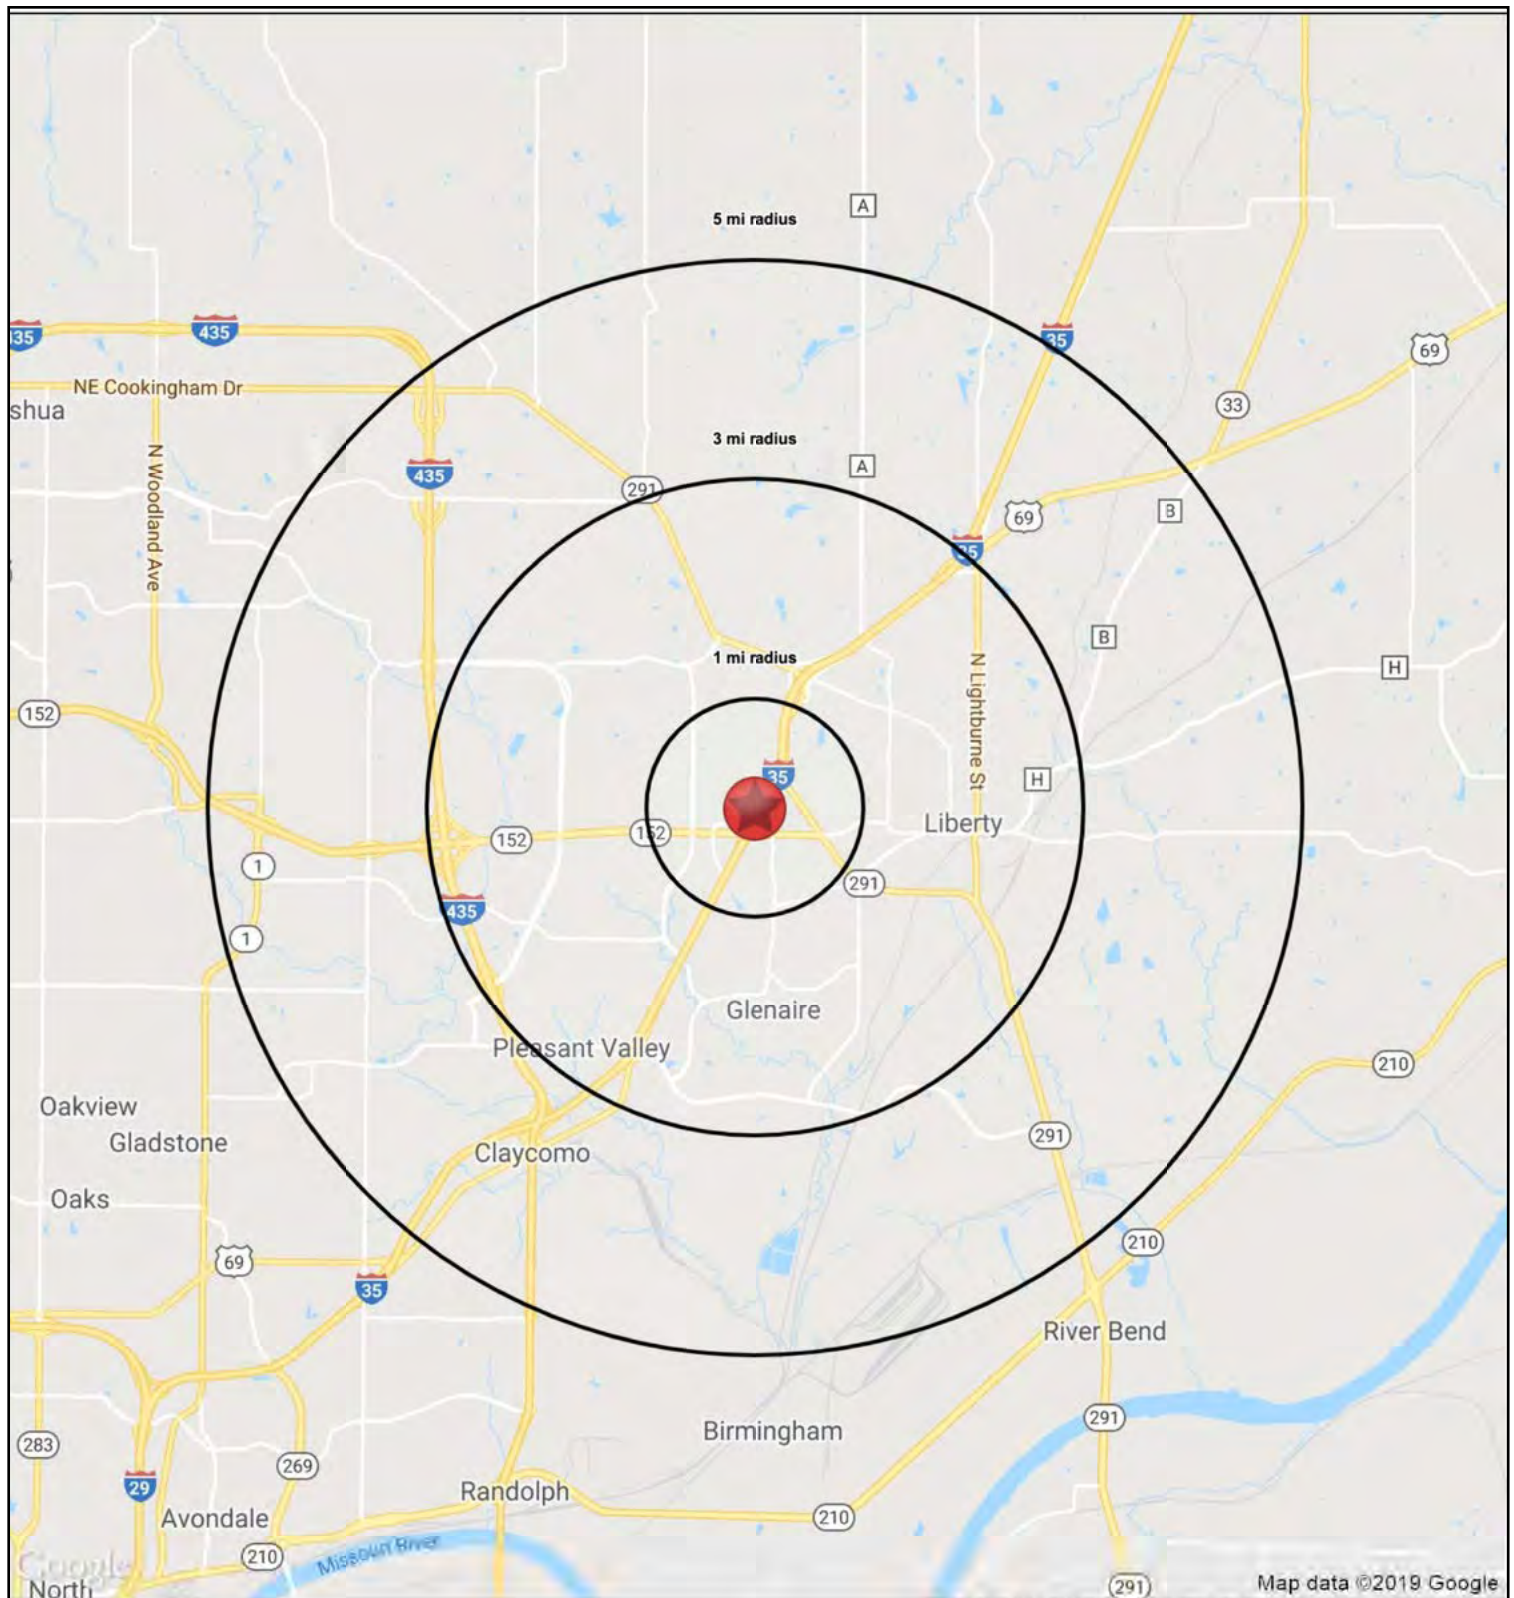 5 mi radius
A
35
435
35
69
NE Cookingham Dr
shua
33
3 mi radius
A
435
291
N Woodland Ave
69
B
35
B
1 mi radius
H
N Lightburne St
152
35
H
Liberty
152
152
1
291
435
1
Glenaire
Pleasant Valley
210
Oakview
Gladstone
291
Claycomo
Oaks
210
69
35
River Bend
291
Birmingham
283
269
29
Randolph
Avondale
210
210
Missouri River
Google
North
291
Map data ©2019 Google